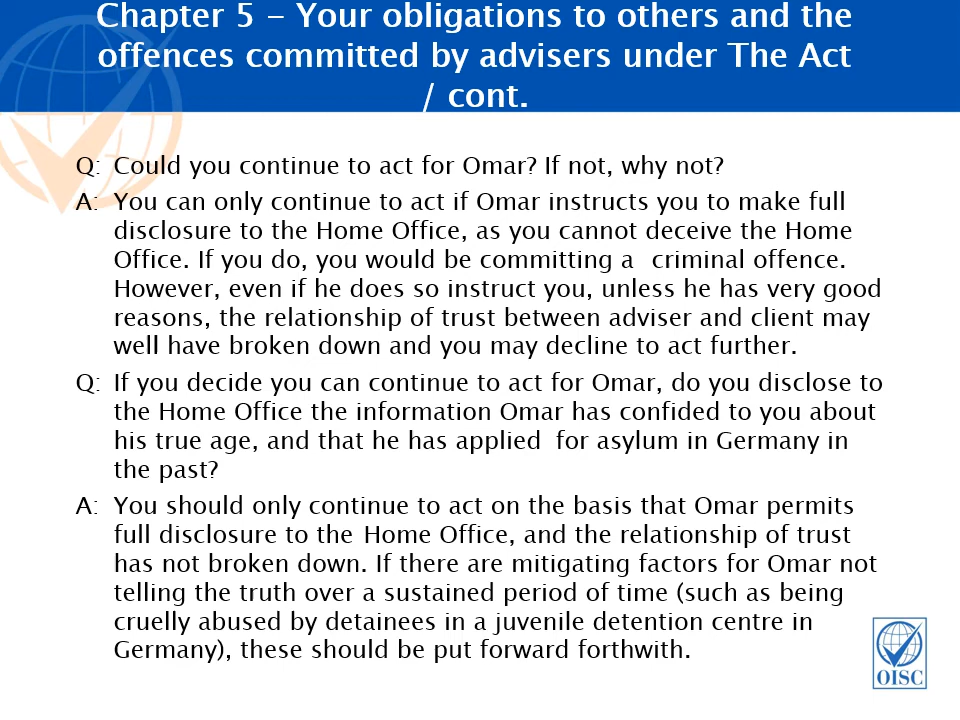 Chapter 5 - Your obligations to others and the
offences committed by advisers under The Act
/ cont.
Q: Could you continue to act for Omar? If not, why not?
A: You can only continue to act if Omar instructs you to make full
disclosure to the Home Office, as you cannot deceive the Home
Office. If you do, you would be committing a criminal offence.
However, even if he does so instruct you, unless he has very good
reasons, the relationship of trust between adviser and client may
well have broken down and you may decline to act further.
Q: If you decide you can continue to act for Omar, do you disclose to
the Home Office the information Omar has confided to you about
his true age, and that he has applied for asylum in Germany in
the past?
A: You should only continue to act on the basis that Omar permits
full disclosure to the Home Office, and the relationship of trust
has not broken down. If there are mitigating factors for Omar not
telling the truth over a sustained period of time (such as being
cruelly abused by detainees in a juvenile detention centre in
Germany), these should be put forward forthwith.
OISC